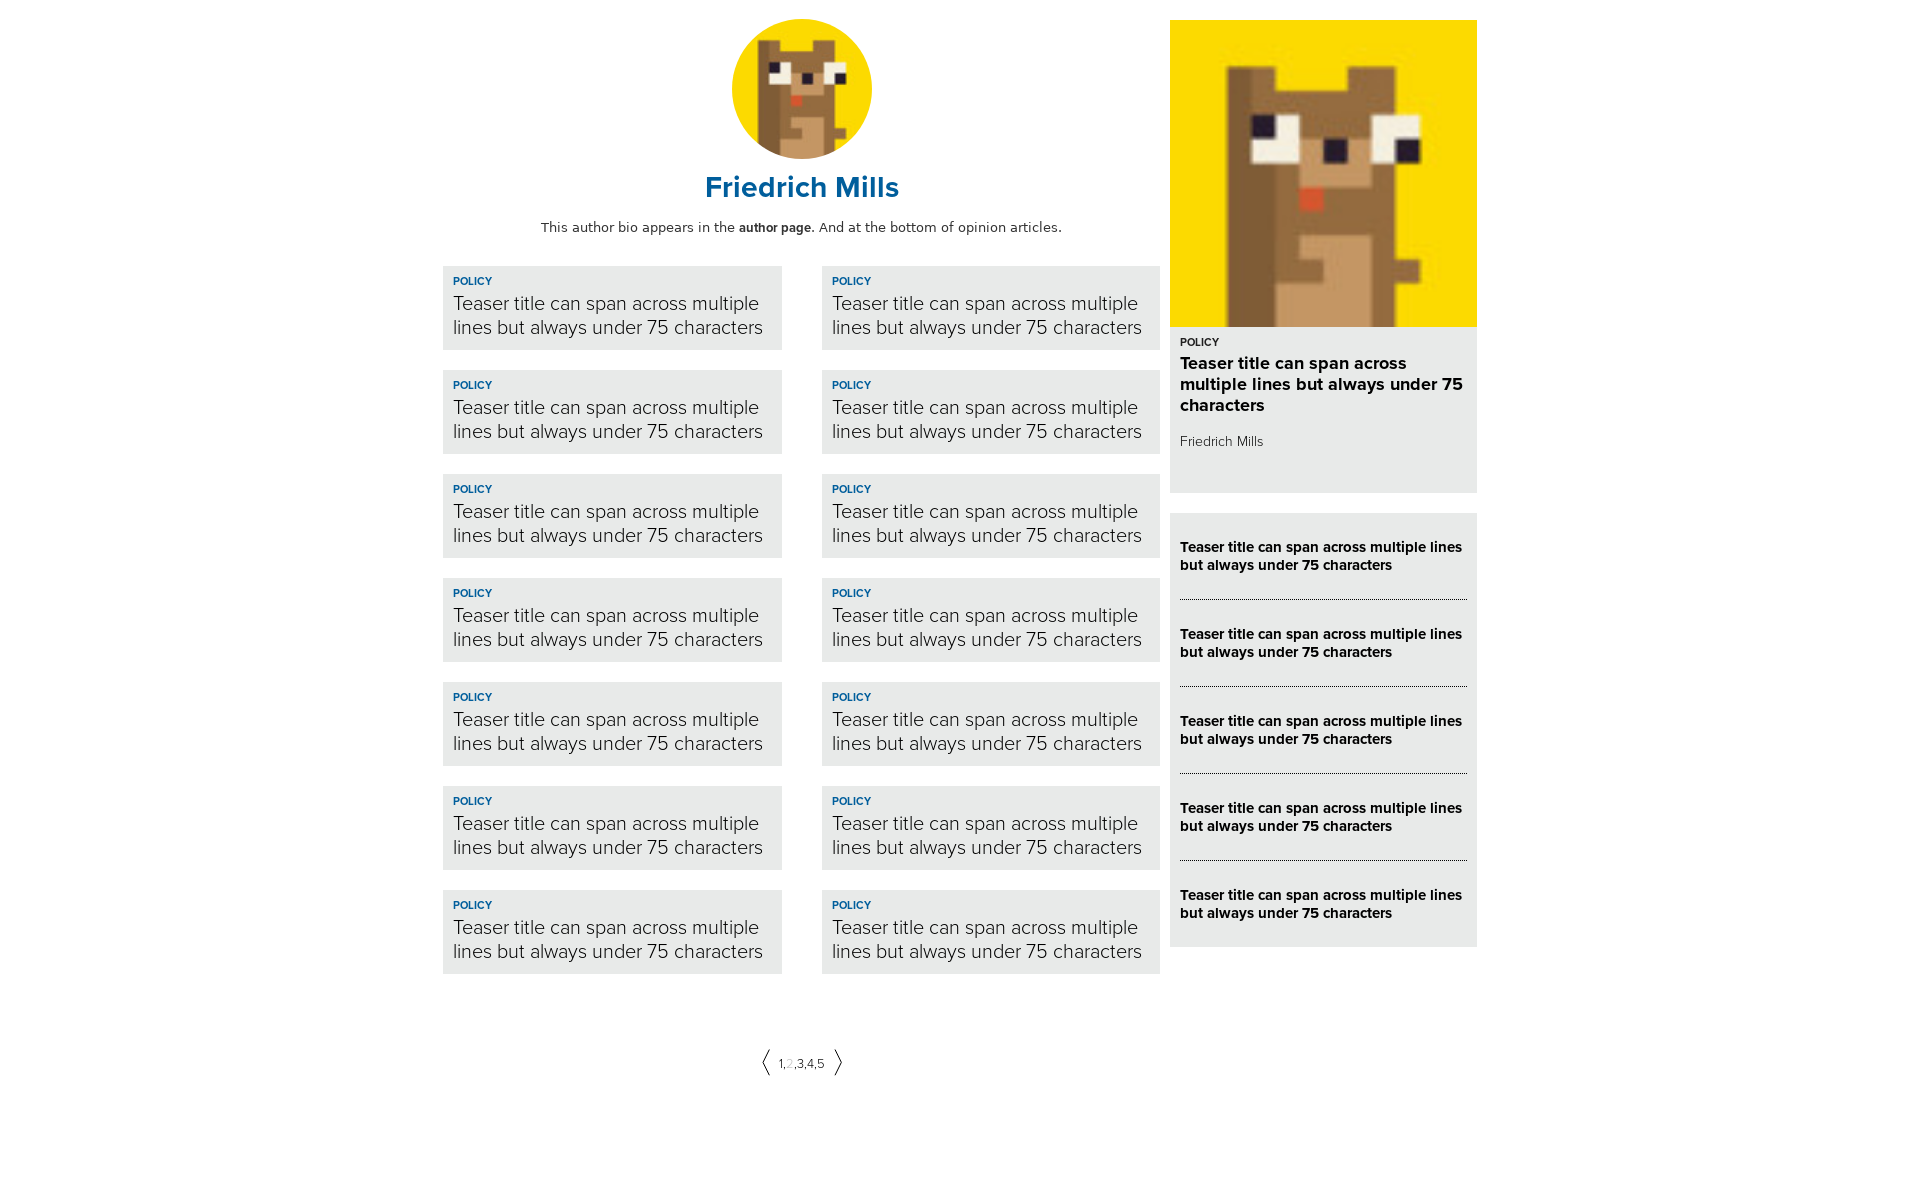 Friedrich Mills
This author bio appears in the author page. And at the bottom of opinion articles.
POLICY
Teaser title can span across multiple
lines but always under 75 characters
POLICY
Teaser title can span across multiple
lines but always under 75 characters
POLICY
Teaser title can span across multiple
lines but always under 75 characters
POLICY
Teaser title can span across multiple
lines but always under 75 characters
POLICY
Teaser title can span across multiple
lines but always under 75 characters
POLICY
Teaser title can span across multiple
lines but always under 75 characters
POLICY
Teaser title can span across multiple
lines but always under 75 characters
POLICY
Teaser title can span across multiple
lines but always under 75 characters
POLICY
Teaser title can span across multiple
lines but always under 75 characters
POLICY
Teaser title can span across multiple
lines but always under 75 characters
POLICY
Teaser title can span across multiple
lines but always under 75 characters
POLICY
Teaser title can span across multiple
lines but always under 75 characters
POLICY
Teaser title can span across multiple
lines but always under 75 characters
POLICY
Teaser title can span across multiple
lines but always under 75 characters
1,2,3,4,5
POLICY
Teaser title can span across
multiple lines but always under 75
characters
Friedrich Mills
Teaser title can span across multiple lines
but always under 75 characters
Teaser title can span across multiple lines
but always under 75 characters
Teaser title can span across multiple lines
but always under 75 characters
Teaser title can span across multiple lines
but always under 75 characters
Teaser title can span across multiple lines
but always under 75 characters